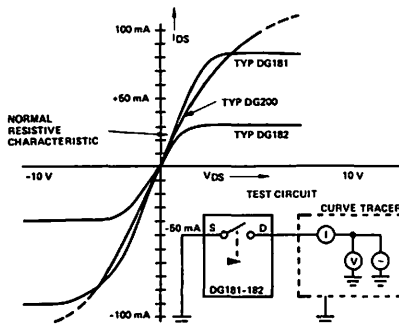 100 mA
IDS
TYP DG181
+50 mA
TYP DG200
NORMAL
RESISTIVE
CHARACTERISTIC
TYP DG182
-10 V
VDS
10 V
TEST CIRCUIT
CURVE TRACER
-50 mA
S
D
I
V
~
DG181-182
-100 mA